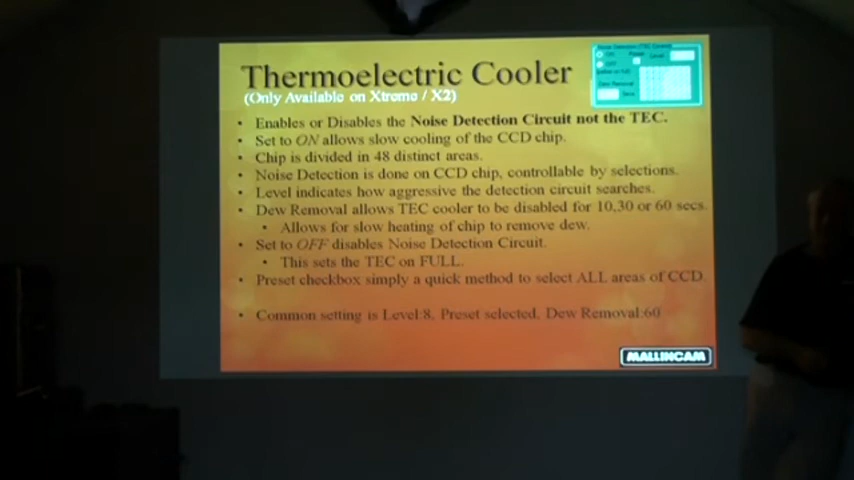 Thermoelectric Cooler
(Only Available on Xtreme / X2)
• Enables or Disables the Noise Detection Circuit not the TEC.
• Set to ON allows slow cooling of the CCD chip.
• Chip is divided in 48 distinct areas.
• Noise Detection is done on CCD chip, controllable by selections.
• Level indicates how aggressive the detection circuit searches.
• Dew Removal allows TEC cooler to be disabled for 10,30 or 60 secs.
• Allows for slow heating of chip to remove dew.
• Set to OFF disables Noise Detection Circuit.
• This sets the TEC on FULL.
• Preset checkbox simply a quick method to select ALL areas of CCD
• Common setting is Level:8, Preset selected, Dew Removal:60
MALLINCAM